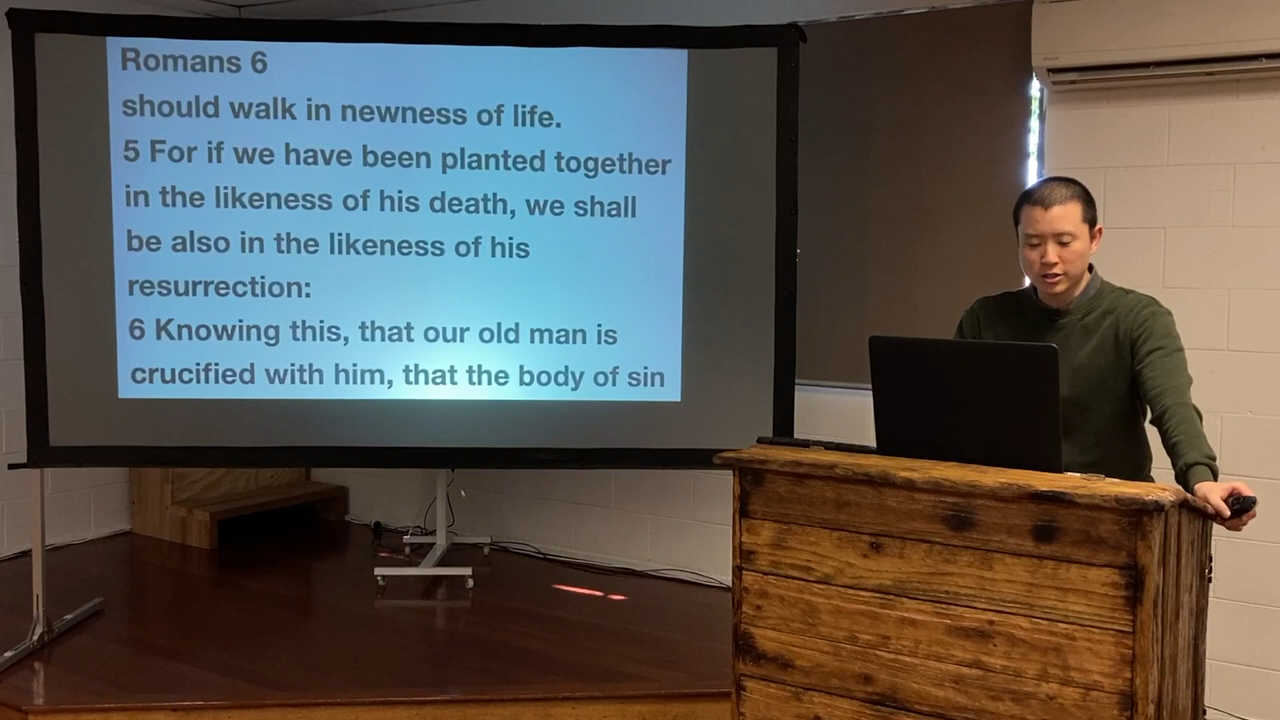 Romans 6
should walk in newness of life.
5 For if we have been planted together
in the likeness of his death, we shall
be also in the likeness of his
resurrection:
6 Knowing this, that our old man is
crucified with him, that the body of sin